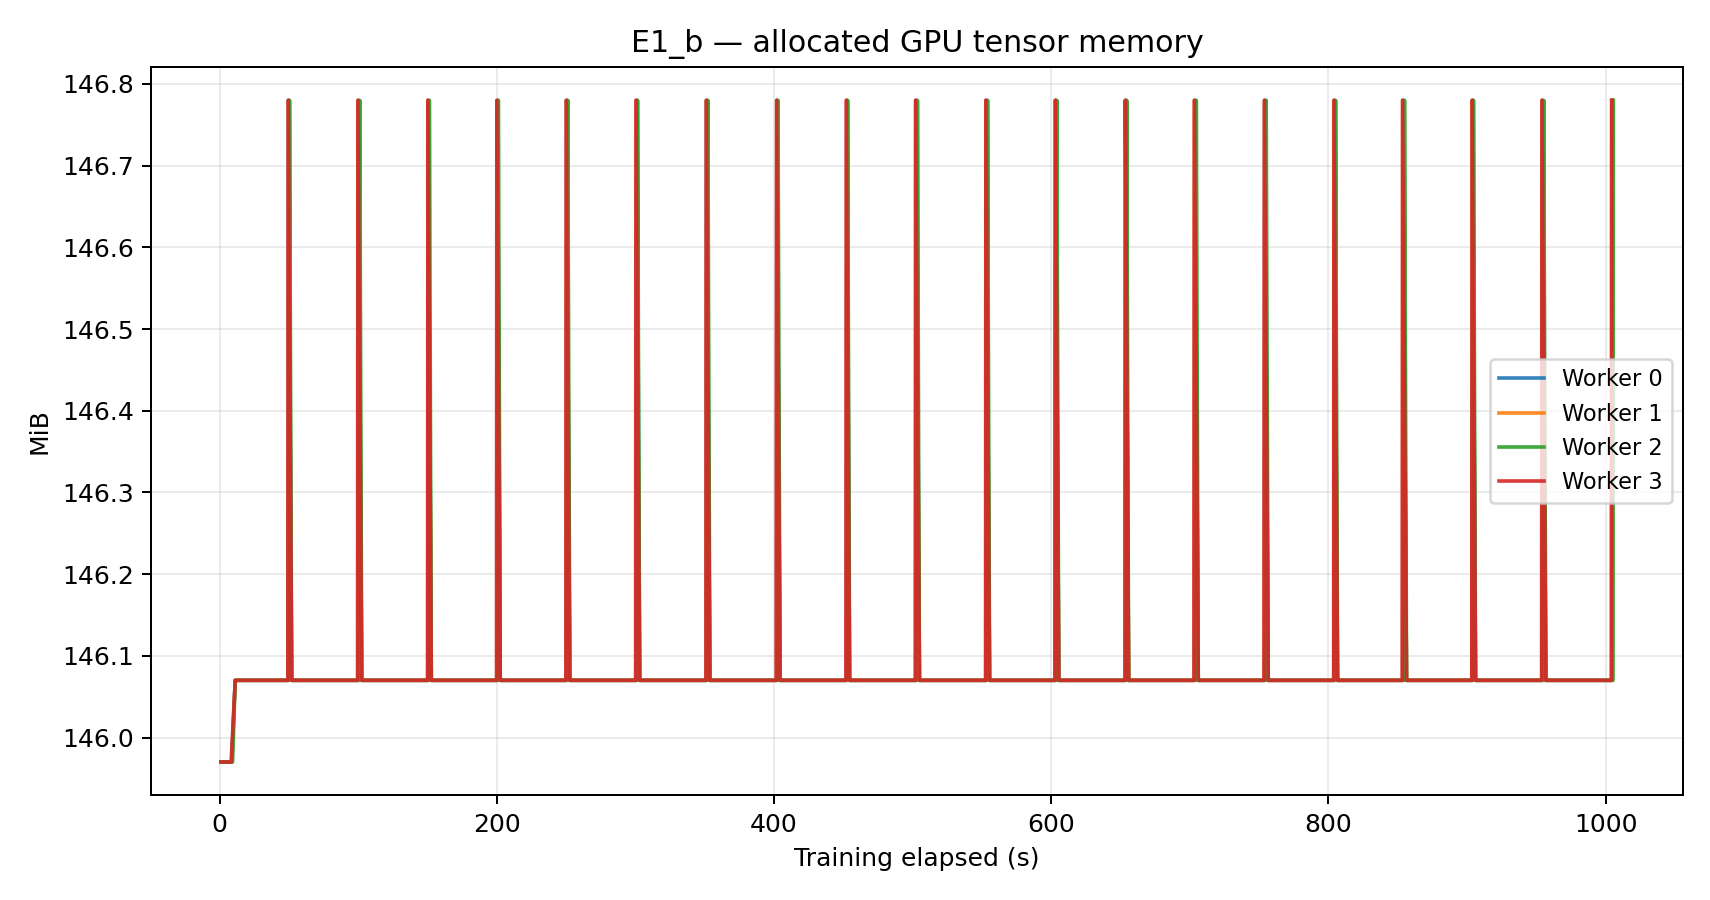 E1_b — allocated GPU tensor memory
146.8
146.7
146.6
146.5
146.4
146.3
146.2
146.1
146.0
MiB
Worker 0
Worker 1
Worker 2
Worker 3
0 200 400 600 800 1000
Training elapsed (s)